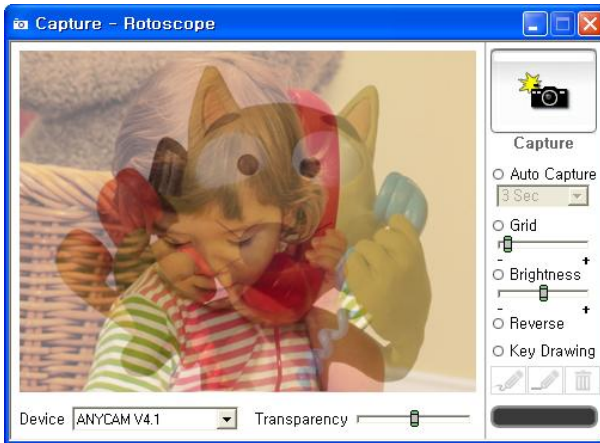 Capture - Rotoscope
Capture
Auto Capture
3 Sec
Grid
- +
Brightness
- +
Reverse
Key Drawing
Device ANYCAM V4.1 Transparency